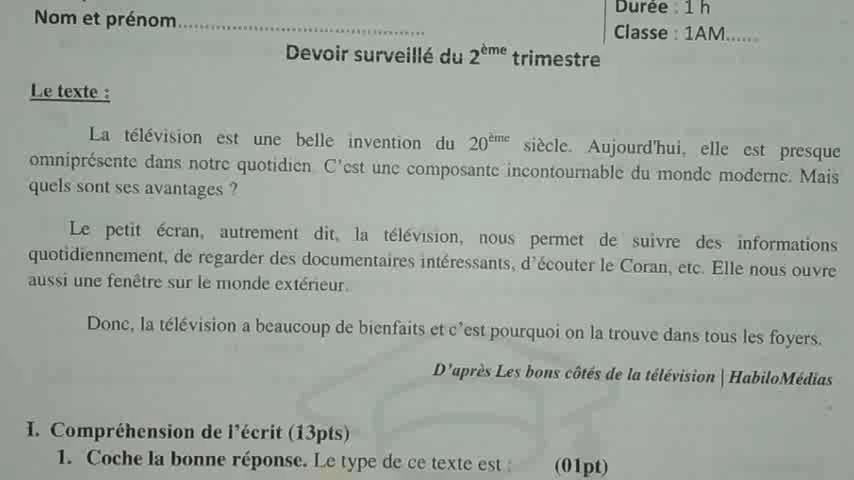 Durée : 1 h
Nom et prénom....................................................
Classe : 1AM......
Devoir surveillé du 2ème trimestre
Le texte :
La télévision est une belle invention du 20ème siècle. Aujourd'hui, elle est presque
omniprésente dans notre quotidien. C'est une composante incontournable du monde moderne. Mais
quels sont ses avantages ?
Le petit écran, autrement dit, la télévision, nous permet de suivre des informations
quotidiennement, de regarder des documentaires intéressants, d'écouter le Coran, etc. Elle nous ouvre
aussi une fenêtre sur le monde extérieur.
Donc, la télévision a beaucoup de bienfaits et c'est pourquoi on la trouve dans tous les foyers.
D'après Les bons côtés de la télévision | HabiloMédias
I. Compréhension de l'écrit (13pts)
1. Coche la bonne réponse. Le type de ce texte est : (01pt)